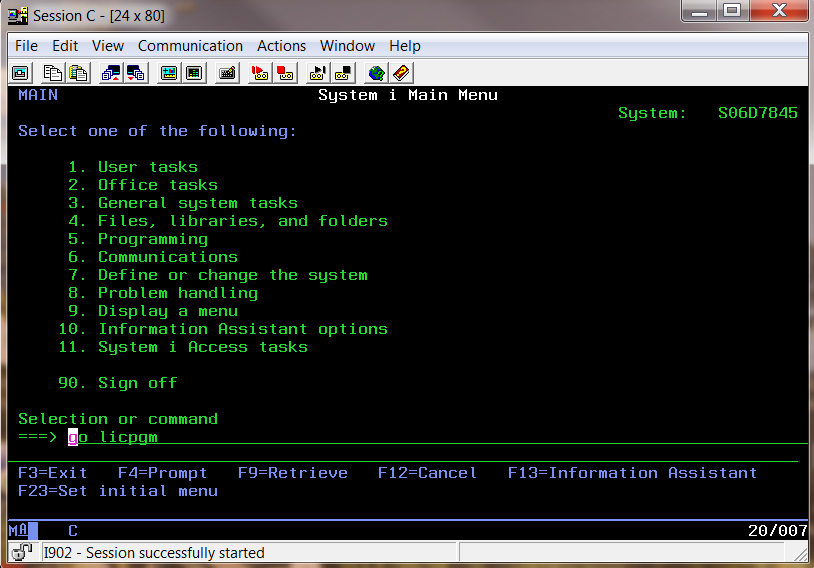 Session C - [24 x 80]
File Edit View Communication Actions Window Help
MAIN System i Main Menu
System: S06D7845
Select one of the following:
1. User tasks
2. Office tasks
3. General system tasks
4. Files, libraries, and folders
5. Programming
6. Communications
7. Define or change the system
8. Problem handling
9. Display a menu
10. Information Assistant options
11. System i Access tasks
90. Sign off
Selection or command
===> go licpgm
F3=Exit F4=Prompt F9=Retrieve F12=Cancel F13=Information Assistant
F23=Set initial menu
MA C 20/007
I902 - Session successfully started